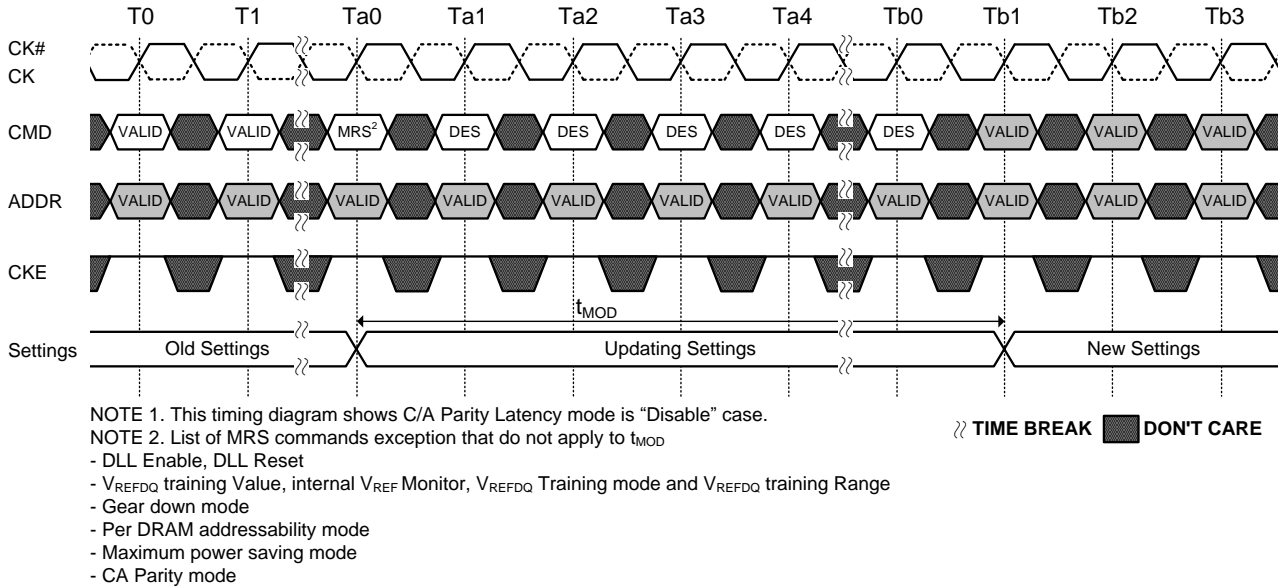 T0 T1 Ta0 Ta1 Ta2 Ta3 Ta4 Tb0 Tb1 Tb2 Tb3
CK#
CK
CMD VALID VALID MRS² DES DES DES DES DES VALID VALID VALID
ADDR VALID VALID VALID VALID VALID VALID VALID VALID VALID VALID VALID
CKE
tMOD
Settings Old Settings Updating Settings New Settings
NOTE 1. This timing diagram shows C/A Parity Latency mode is “Disable” case.
NOTE 2. List of MRS commands exception that do not apply to tMOD
- DLL Enable, DLL Reset
- VREFDQ training Value, internal VREF Monitor, VREFDQ Training mode and VREFDQ training Range
- Gear down mode
- Per DRAM addressability mode
- Maximum power saving mode
- CA Parity mode
TIME BREAK DON'T CARE